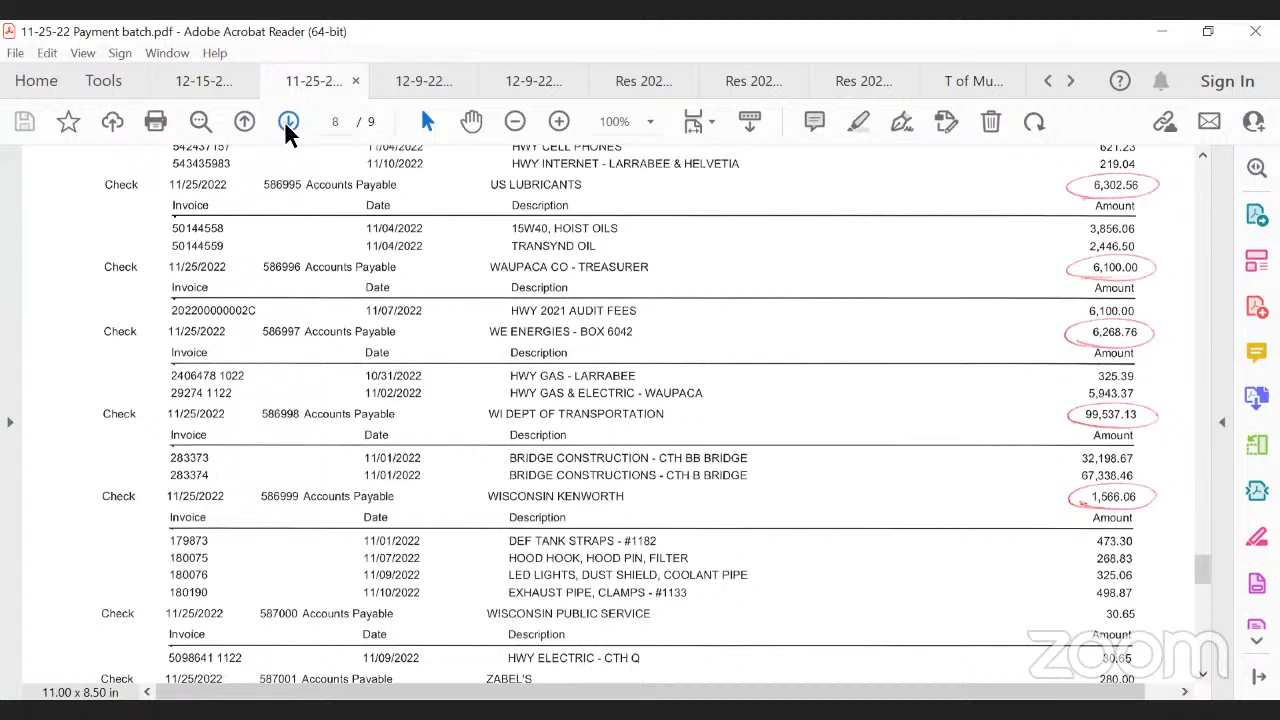 11-25-22 Payment batch.pdf - Adobe Acrobat Reader (64-bit)
File Edit View Sign Window Help
Home Tools 12-15-2... 11-25-2... × 12-9-22... 12-9-22... Res 202... Res 202... Res 202... T of Mu... Sign In
8 / 9 100%
542437157 11/04/2022 HWY CELL PHONES 621.23
543435983 11/10/2022 HWY INTERNET - LARRABEE & HELVETIA 219.04
Check 11/25/2022 586995 Accounts Payable US LUBRICANTS 6,302.56
Invoice Date Description Amount
50144558 11/04/2022 15W40, HOIST OILS 3,856.06
50144559 11/04/2022 TRANSYND OIL 2,446.50
Check 11/25/2022 586996 Accounts Payable WAUPACA CO - TREASURER 6,100.00
Invoice Date Description Amount
202200000002C 11/07/2022 HWY 2021 AUDIT FEES 6,100.00
Check 11/25/2022 586997 Accounts Payable WE ENERGIES - BOX 6042 6,268.76
Invoice Date Description Amount
2406478 1022 10/31/2022 HWY GAS - LARRABEE 325.39
29274 1122 11/02/2022 HWY GAS & ELECTRIC - WAUPACA 5,943.37
Check 11/25/2022 586998 Accounts Payable WI DEPT OF TRANSPORTATION 99,537.13
Invoice Date Description Amount
283373 11/01/2022 BRIDGE CONSTRUCTION - CTH BB BRIDGE 32,198.67
283374 11/01/2022 BRIDGE CONSTRUCTIONS - CTH B BRIDGE 67,338.46
Check 11/25/2022 586999 Accounts Payable WISCONSIN KENWORTH 1,566.06
Invoice Date Description Amount
179873 11/01/2022 DEF TANK STRAPS - #1182 473.30
180075 11/07/2022 HOOD HOOK, HOOD PIN, FILTER 268.83
180076 11/09/2022 LED LIGHTS, DUST SHIELD, COOLANT PIPE 325.06
180190 11/10/2022 EXHAUST PIPE, CLAMPS - #1133 498.87
Check 11/25/2022 587000 Accounts Payable WISCONSIN PUBLIC SERVICE 30.65
Invoice Date Description Amount
5098641 1122 11/09/2022 HWY ELECTRIC - CTH Q 30.65
Check 11/25/2022 587001 Accounts Payable ZABEL'S 280.00
zoom
11.00 x 8.50 in